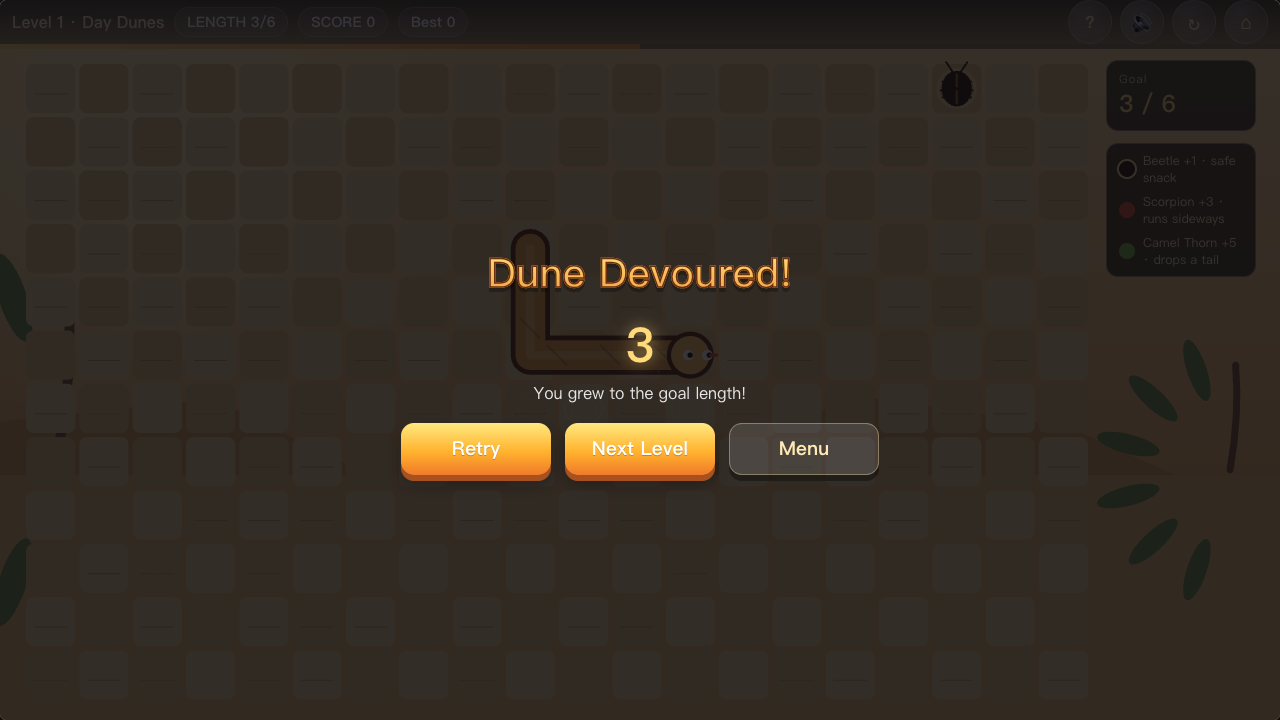 Level 1 · Day Dunes
LENGTH 3/6
SCORE 0
Best 0
?
Goal
3 / 6
Beetle +1 · safe
snack
Scorpion +3 ·
runs sideways
Camel Thorn +5
· drops a tail
Dune Devoured!
3
You grew to the goal length!
Retry
Next Level
Menu